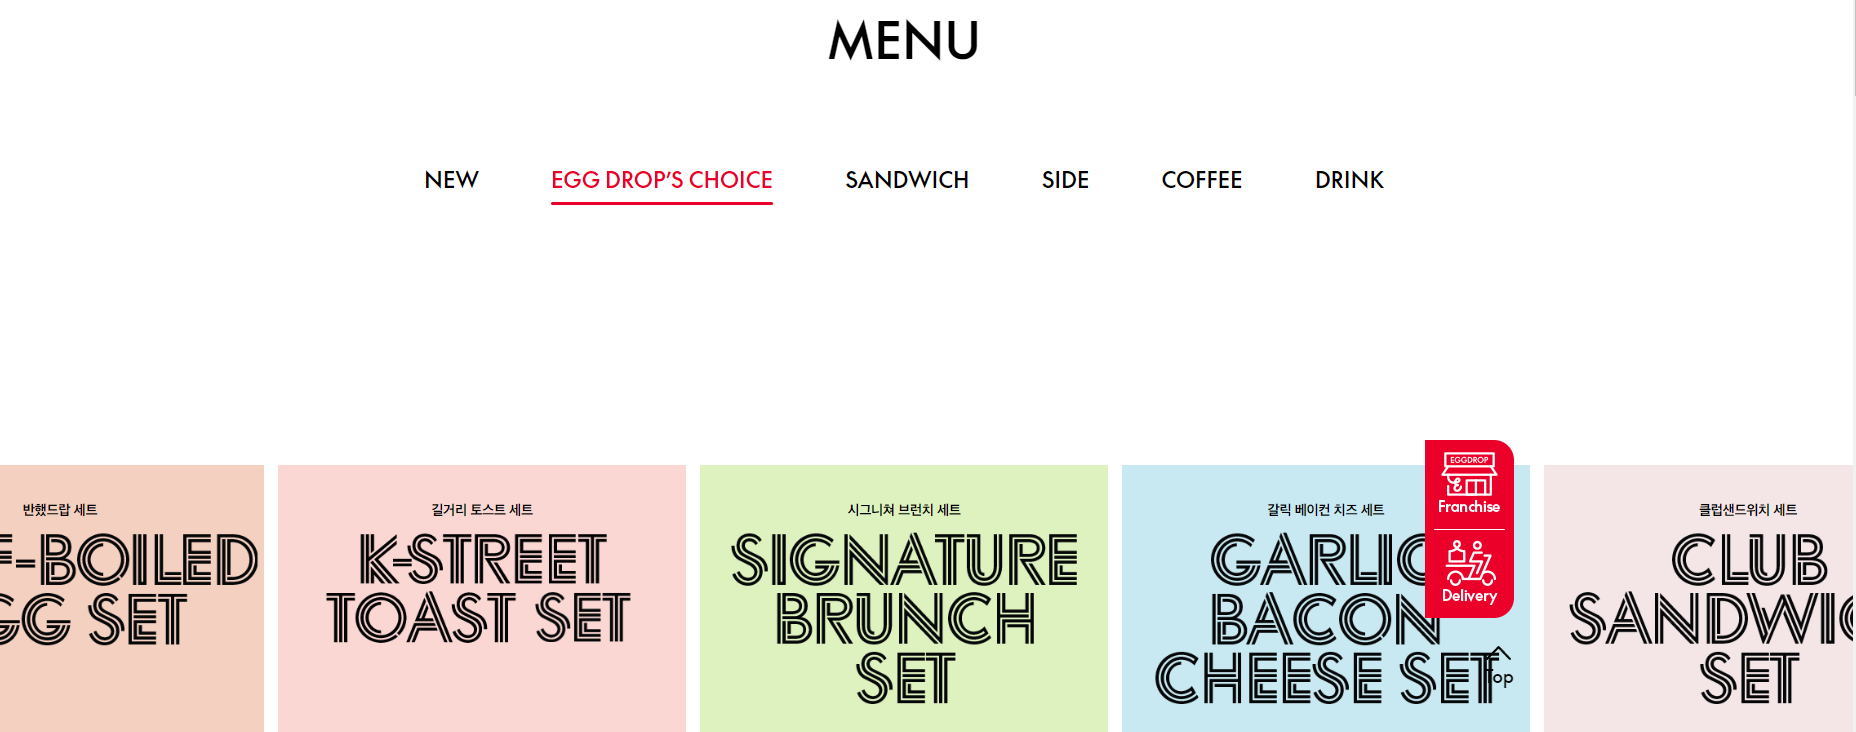 MENU
NEW
EGG DROP'S CHOICE
SANDWICH
SIDE
COFFEE
DRINK
반했드랍 세트
F-BOILED
GG SET
길거리 토스트 세트
K-STREET
TOAST SET
시그니쳐 브런치 세트
SIGNATURE
BRUNCH
SET
갈릭 베이컨 치즈 세트
GARLIC
BACON
CHEESE SET
EGGDROP
Franchise
Delivery
Top
클럽샌드위치 세트
CLUB
SANDWIC
SET